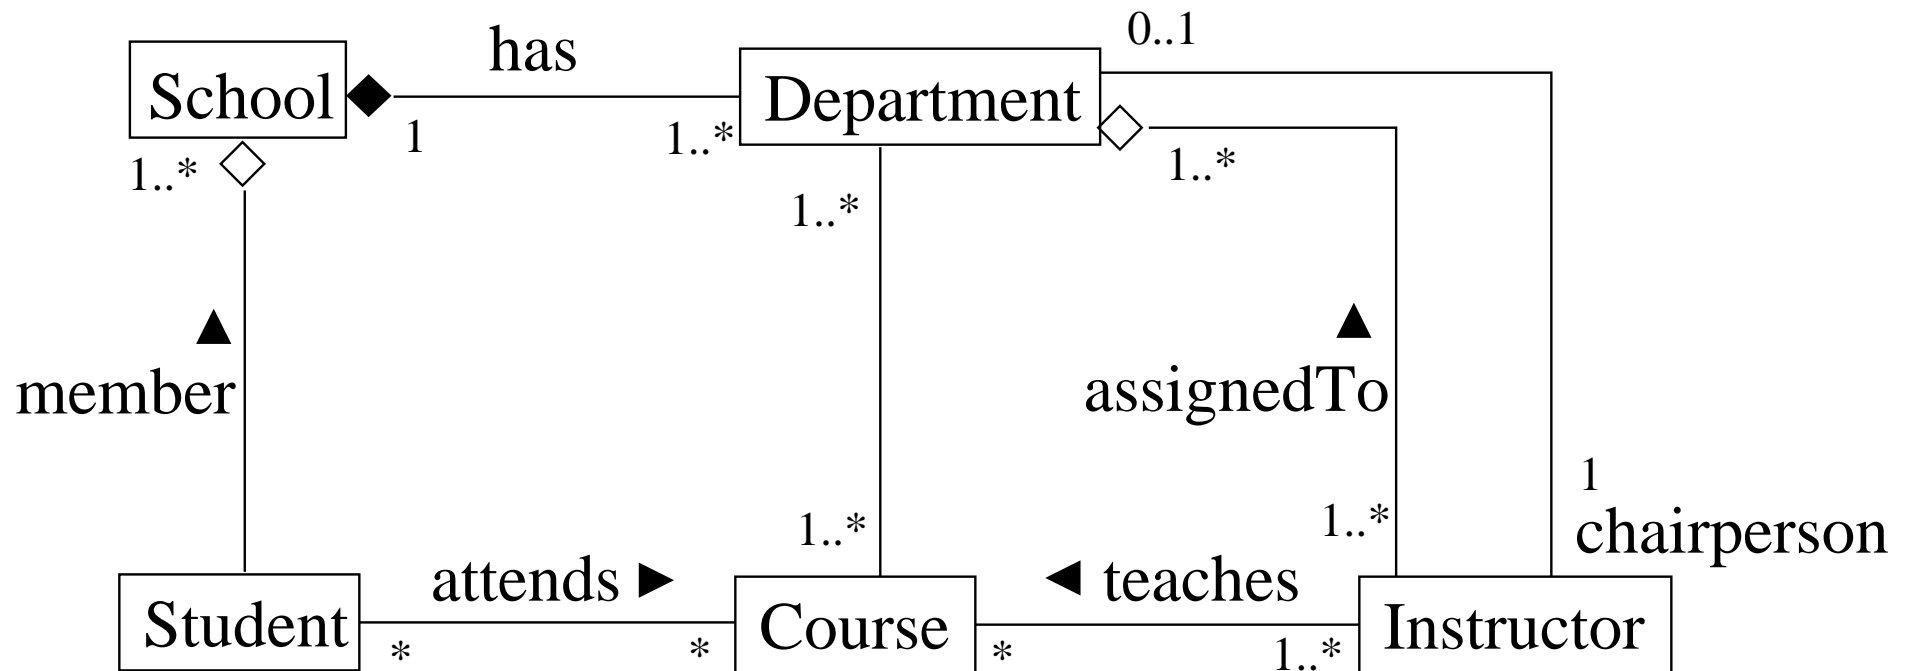 0..1
has
School
Department
1
1..*
1..*
1..*
1..*
member
assignedTo
1
1..*
1..*
chairperson
attends ▶
◀ teaches
Student
Course
Instructor
*
*
*
1..*